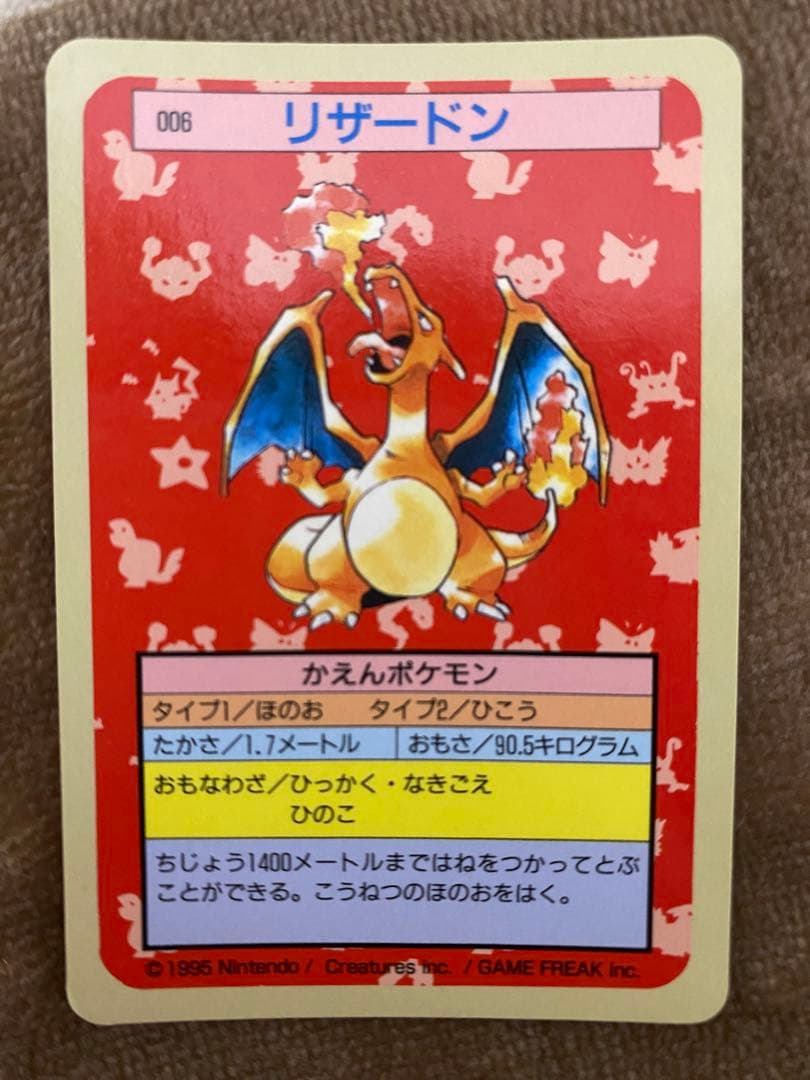 006 リザードン
かえんポケモン
タイプ1/ほのお タイプ2/ひこう
たかさ/1.7メートル おもさ/90.5キログラム
おもなわざ/ひっかく・なきごえ
ひのこ
ちじょう1400メートルまではねをつかってとぶ
ことができる。こうねつのほのおをはく。
© 1995 Nintendo / Creatures inc. / GAME FREAK inc.